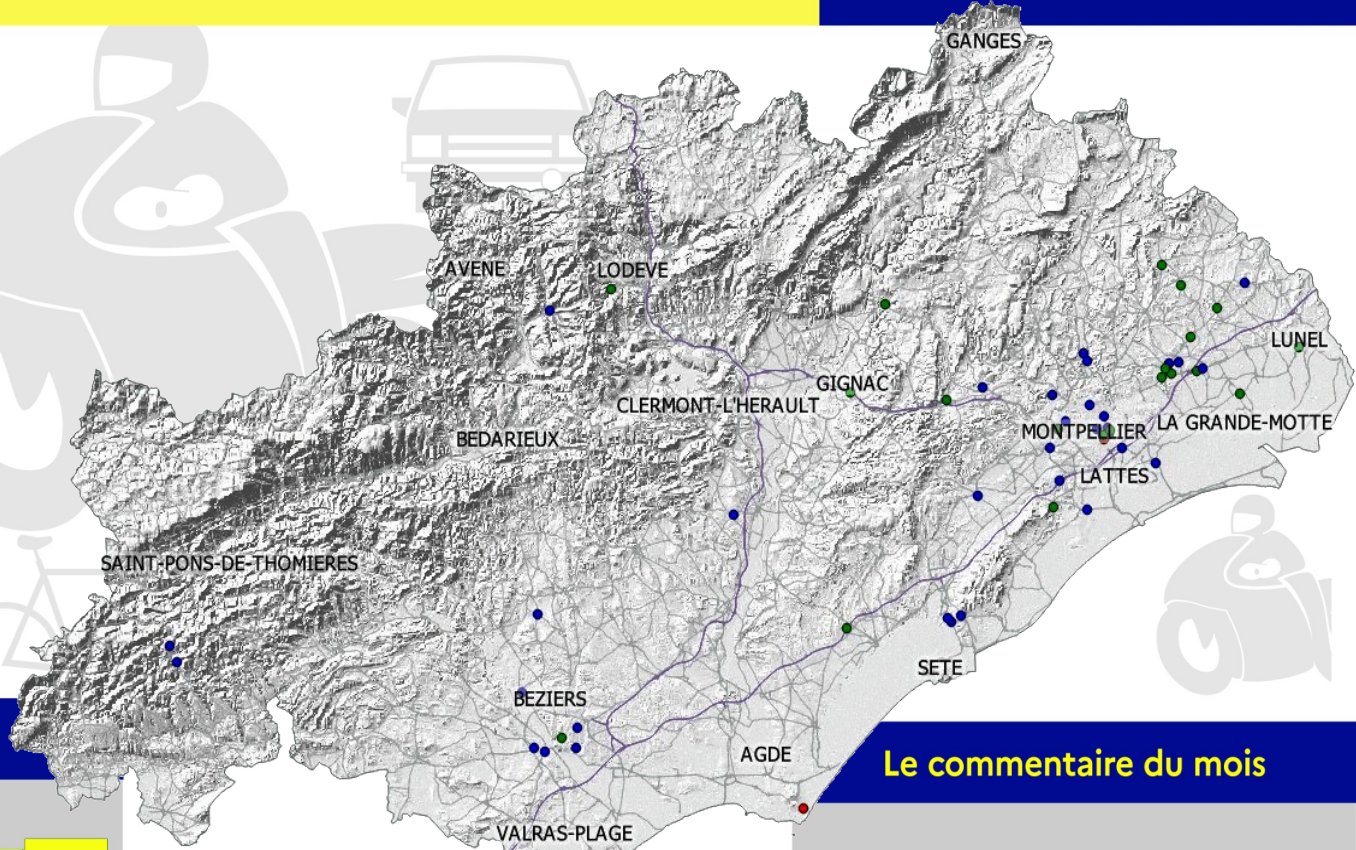 GANGES
AVENE
LODEVE
LUNEL
GIGNAC
CLERMONT-L'HERAULT
LA GRANDE-MOTTE
MONTPELLIER
BEDARIEUX
LATTES
SAINT-PONS-DE-THOMIERES
SETE
BEZIERS
AGDE
Le commentaire du mois
VALRAS-PLAGE